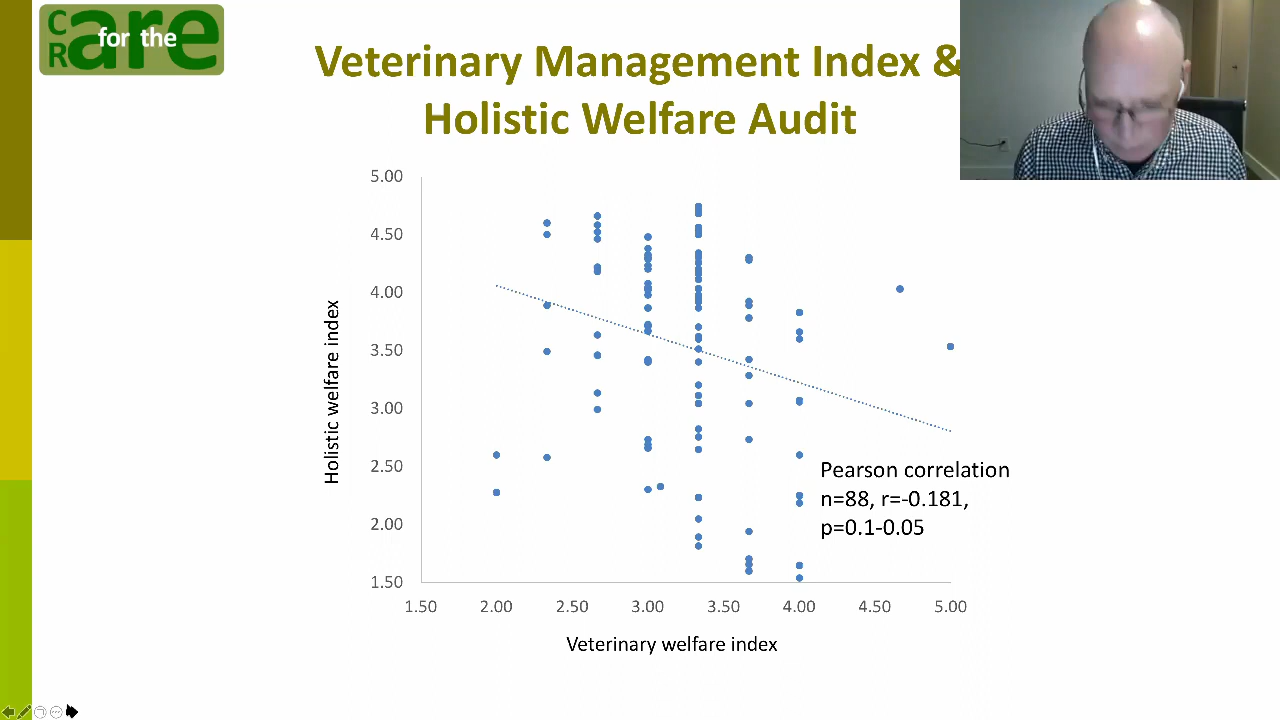 CR
for the
are
Veterinary Management Index &
Holistic Welfare Audit
5.00
4.50
4.00
3.50
3.00
2.50
2.00
1.50
Holistic welfare index
Pearson correlation
n=88, r=-0.181,
p=0.1-0.05
1.50 2.00 2.50 3.00 3.50 4.00 4.50 5.00
Veterinary welfare index